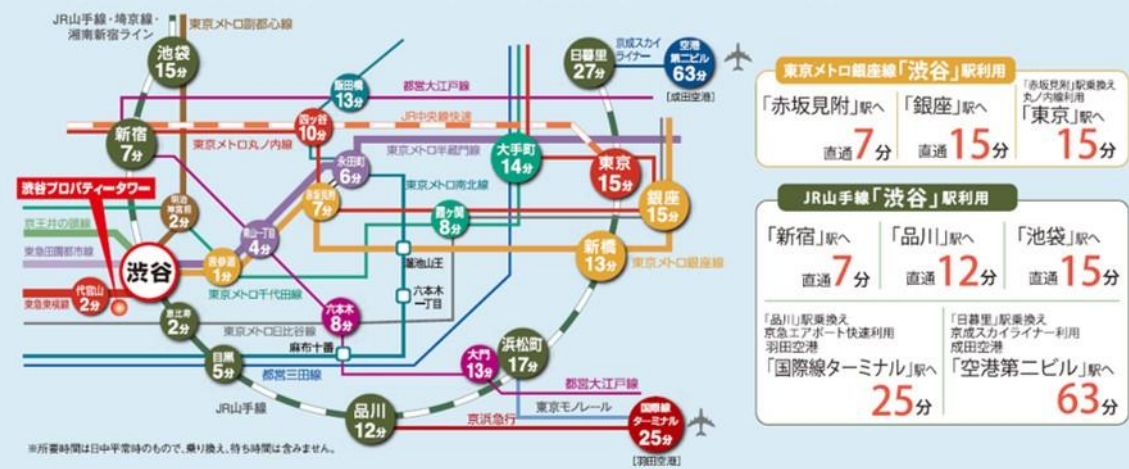 JR山手線・埼京線・
湘南新宿ライン
東京メトロ副都心線
池袋
15分
飯田橋
13分
日暮里
27分
京成スカイ
ライナー
空港
第二ビル
63分
[成田空港]
都営大江戸線
新宿
7分
四ッ谷
10分
JR中央線快速
東京メトロ丸ノ内線
永田町
6分
東京メトロ半蔵門線
大手町
14分
東京
15分
渋谷プロパティータワー
明治
神宮前
2分
青山一丁目
4分
赤坂見附
7分
東京メトロ南北線
霞ヶ関
8分
銀座
15分
京王井の頭線
東急田園都市線
渋谷
表参道
1分
溜池山王
新橋
13分
東京メトロ銀座線
代官山
2分
東急東横線
東京メトロ千代田線
六本木
一丁目
恵比寿
2分
東京メトロ日比谷線
六本木
8分
麻布十番
目黒
5分
都営三田線
大門
13分
浜松町
17分
都営大江戸線
JR山手線
品川
12分
京浜急行
東京モノレール
国際線
ターミナル
25分
[羽田空港]
※所要時間は日中平常時のもので、乗り換え、待ち時間は含みません。
東京メトロ銀座線「渋谷」駅利用
「赤坂見附」駅へ
直通7分
「銀座」駅へ
直通15分
「赤坂見附」駅乗換え
丸ノ内線利用
「東京」駅へ
15分
JR山手線「渋谷」駅利用
「新宿」駅へ
直通7分
「品川」駅へ
直通12分
「池袋」駅へ
直通15分
「品川」駅乗換え
京急エアポート快速利用
羽田空港
「国際線ターミナル」駅へ
25分
「日暮里」駅乗換え
京成スカイライナー利用
成田空港
「空港第二ビル」駅へ
63分